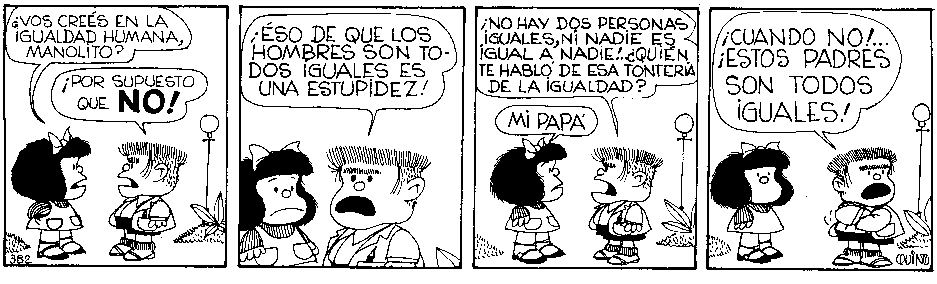 ¿VOS CREÉS EN LA
IGUALDAD HUMANA,
MANOLITO?
¡POR SUPUESTO
QUE NO!
382
¡ÉSO DE QUE LOS
HOMBRES SON TO-
DOS IGUALES ES
UNA ESTUPIDEZ!
¡NO HAY DOS PERSONAS
IGUALES, NI NADIE ES
IGUAL A NADIE!.¿QUIÉN
TE HABLÓ DE ESA TONTERÍA
DE LA IGUALDAD?
MI PAPÁ
¡CUANDO NO!..
¡ESTOS PADRES
SON TODOS
IGUALES!
QUINO